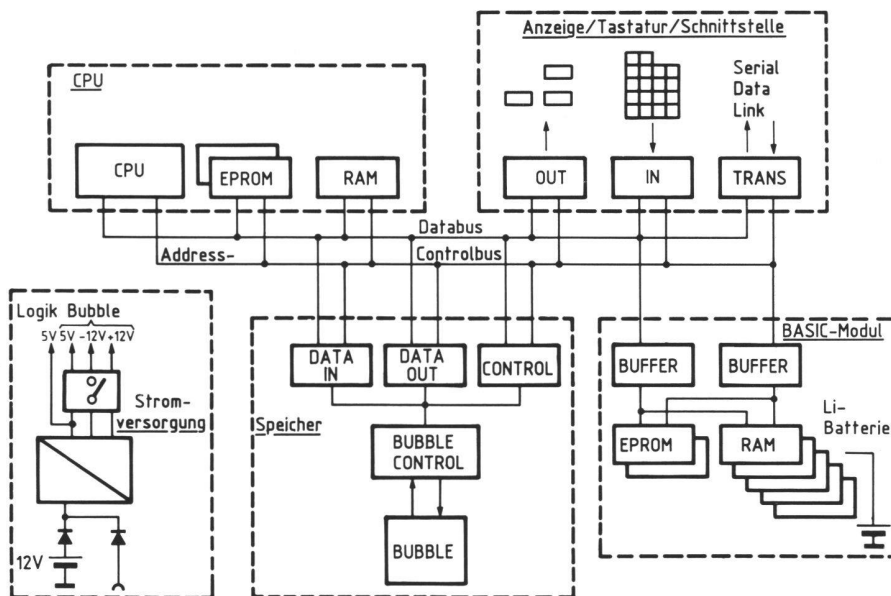 Anzeige/Tastatur/Schnittstelle
CPU
Serial
Data
Link
CPU
EPROM
RAM
OUT
IN
TRANS
Databus
Address-
Controlbus
Logik Bubble
5V 5V -12V +12V
Strom-
versorgung
12V
Speicher
DATA
IN
DATA
OUT
CONTROL
BUBBLE
CONTROL
BUBBLE
BASIC-Modul
BUFFER
BUFFER
EPROM
RAM
Li-
Batterie